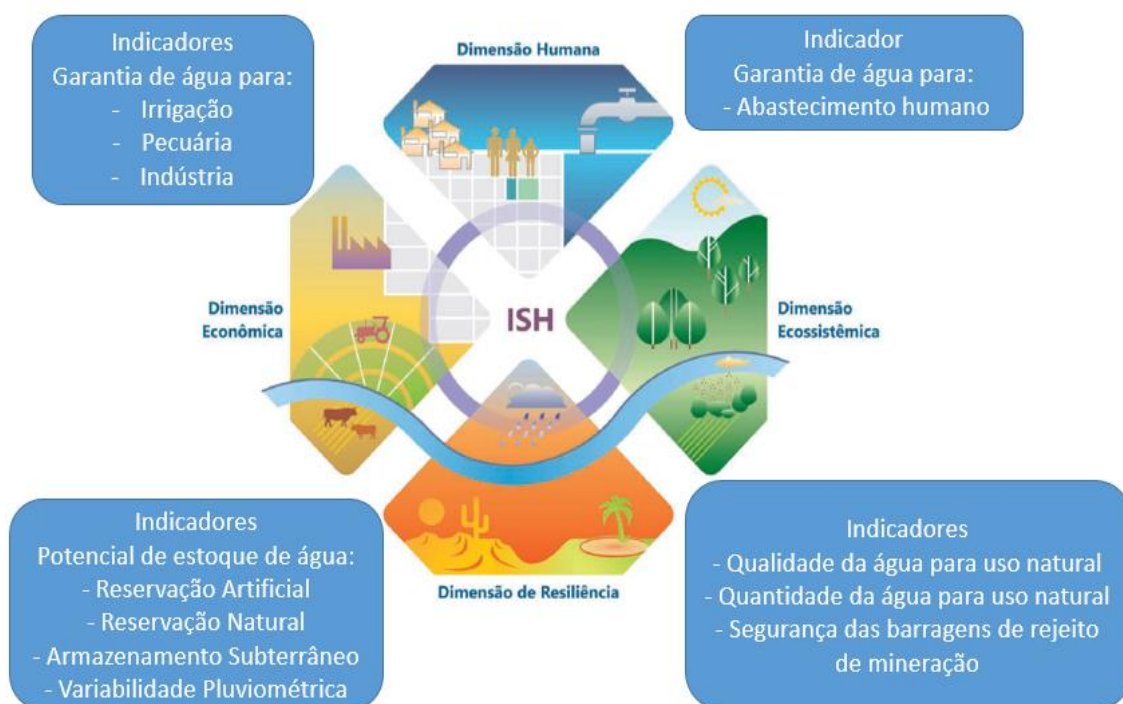 Indicadores
Garantia de água para:
- Irrigação
- Pecuária
- Indústria
Dimensão Humana
Indicador
Garantia de água para:
- Abastecimento humano
Dimensão
Econômica
ISH
Dimensão
Ecossistêmica
Indicadores
Potencial de estoque de água:
- Reservação Artificial
- Reservação Natural
- Armazenamento Subterrâneo
- Variabilidade Pluviométrica
Dimensão de Resiliência
Indicadores
- Qualidade da água para uso natural
- Quantidade da água para uso natural
- Segurança das barragens de rejeito
de mineração